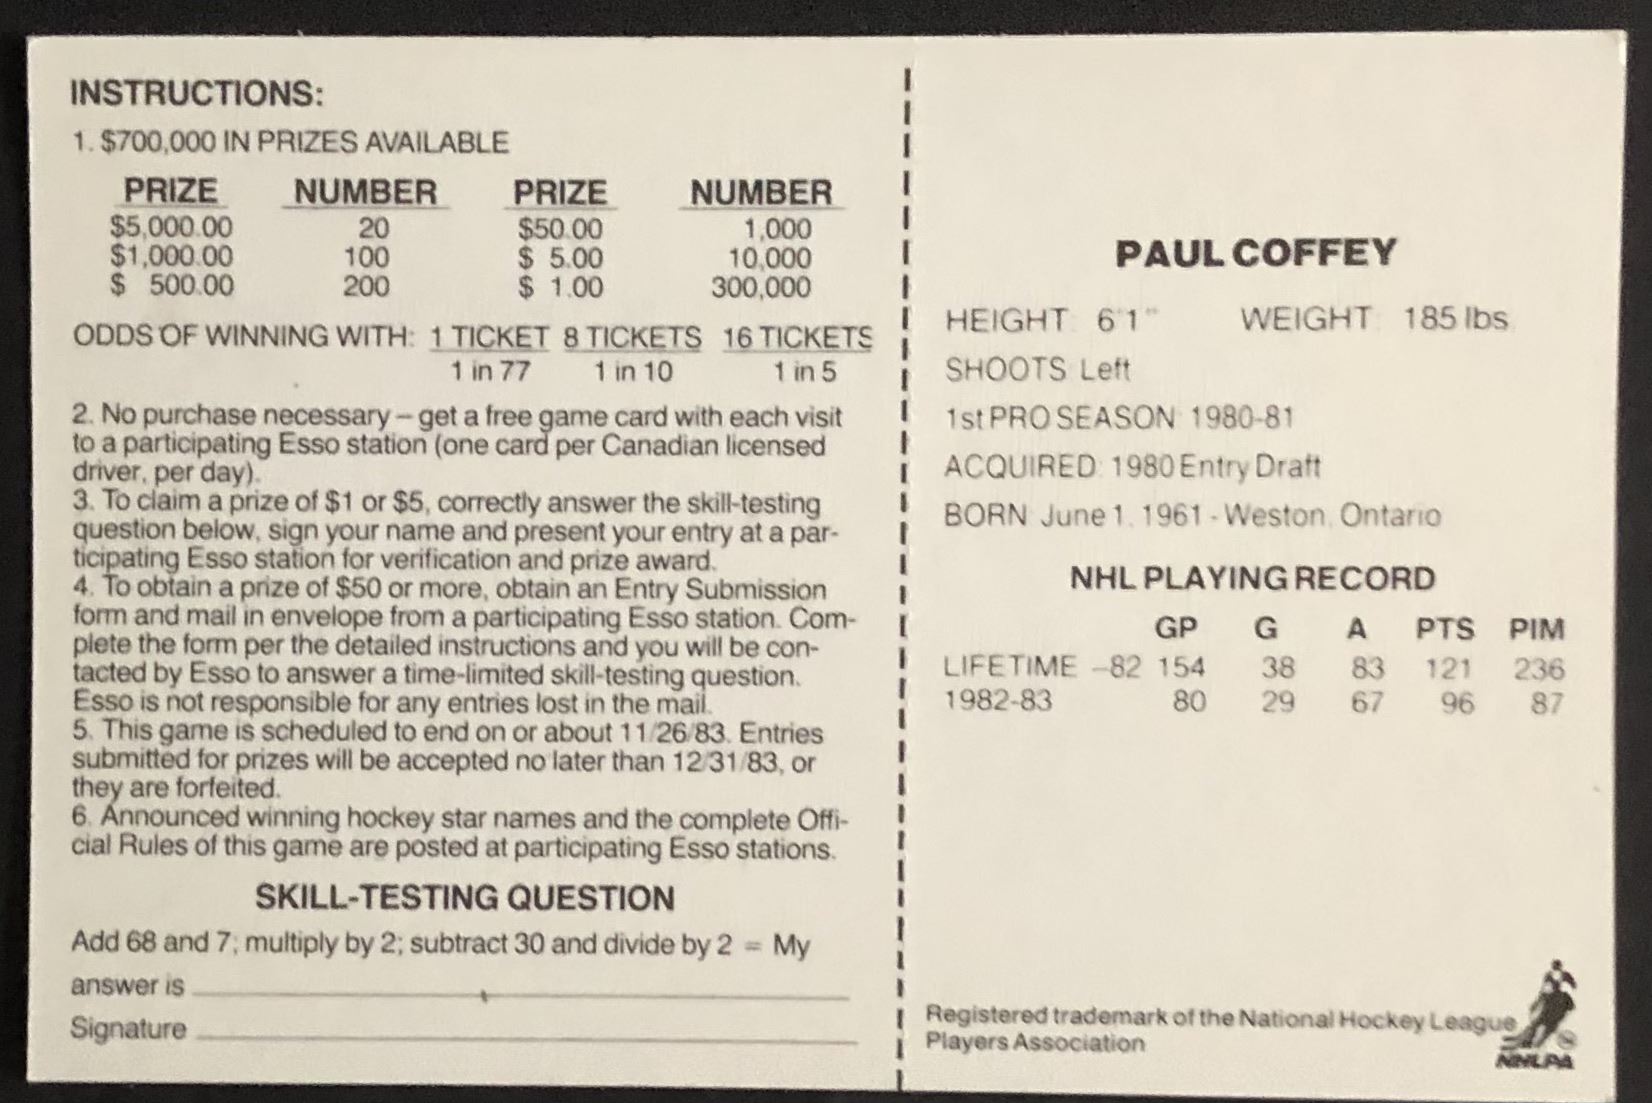 INSTRUCTIONS:
1. $700,000 IN PRIZES AVAILABLE
PRIZE NUMBER PRIZE NUMBER
$5,000.00 20 $50.00 1,000
$1,000.00 100 $ 5.00 10,000
$ 500.00 200 $ 1.00 300,000
ODDS OF WINNING WITH: 1 TICKET 8 TICKETS 16 TICKETS
1 in 77 1 in 10 1 in 5
2. No purchase necessary – get a free game card with each visit
to a participating Esso station (one card per Canadian licensed
driver, per day).
3. To claim a prize of $1 or $5, correctly answer the skill-testing
question below, sign your name and present your entry at a par-
ticipating Esso station for verification and prize award.
4. To obtain a prize of $50 or more, obtain an Entry Submission
form and mail in envelope from a participating Esso station. Com-
plete the form per the detailed instructions and you will be con-
tacted by Esso to answer a time-limited skill-testing question.
Esso is not responsible for any entries lost in the mail.
5. This game is scheduled to end on or about 11/26/83. Entries
submitted for prizes will be accepted no later than 12/31/83, or
they are forfeited.
6. Announced winning hockey star names and the complete Offi-
cial Rules of this game are posted at participating Esso stations.
SKILL-TESTING QUESTION
Add 68 and 7; multiply by 2; subtract 30 and divide by 2 = My
answer is
Signature
PAUL COFFEY
HEIGHT: 6'1" WEIGHT: 185 lbs.
SHOOTS: Left
1st PRO SEASON: 1980-81
ACQUIRED: 1980 Entry Draft
BORN: June 1, 1961 - Weston, Ontario
NHL PLAYING RECORD
GP G A PTS PIM
LIFETIME –82 154 38 83 121 236
1982-83 80 29 67 96 87
Registered trademark of the National Hockey League
Players Association
NHLPA